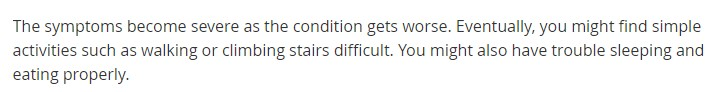 The symptoms become severe as the condition gets worse. Eventually, you might find simple
activities such as walking or climbing stairs difficult. You might also have trouble sleeping and
eating properly.